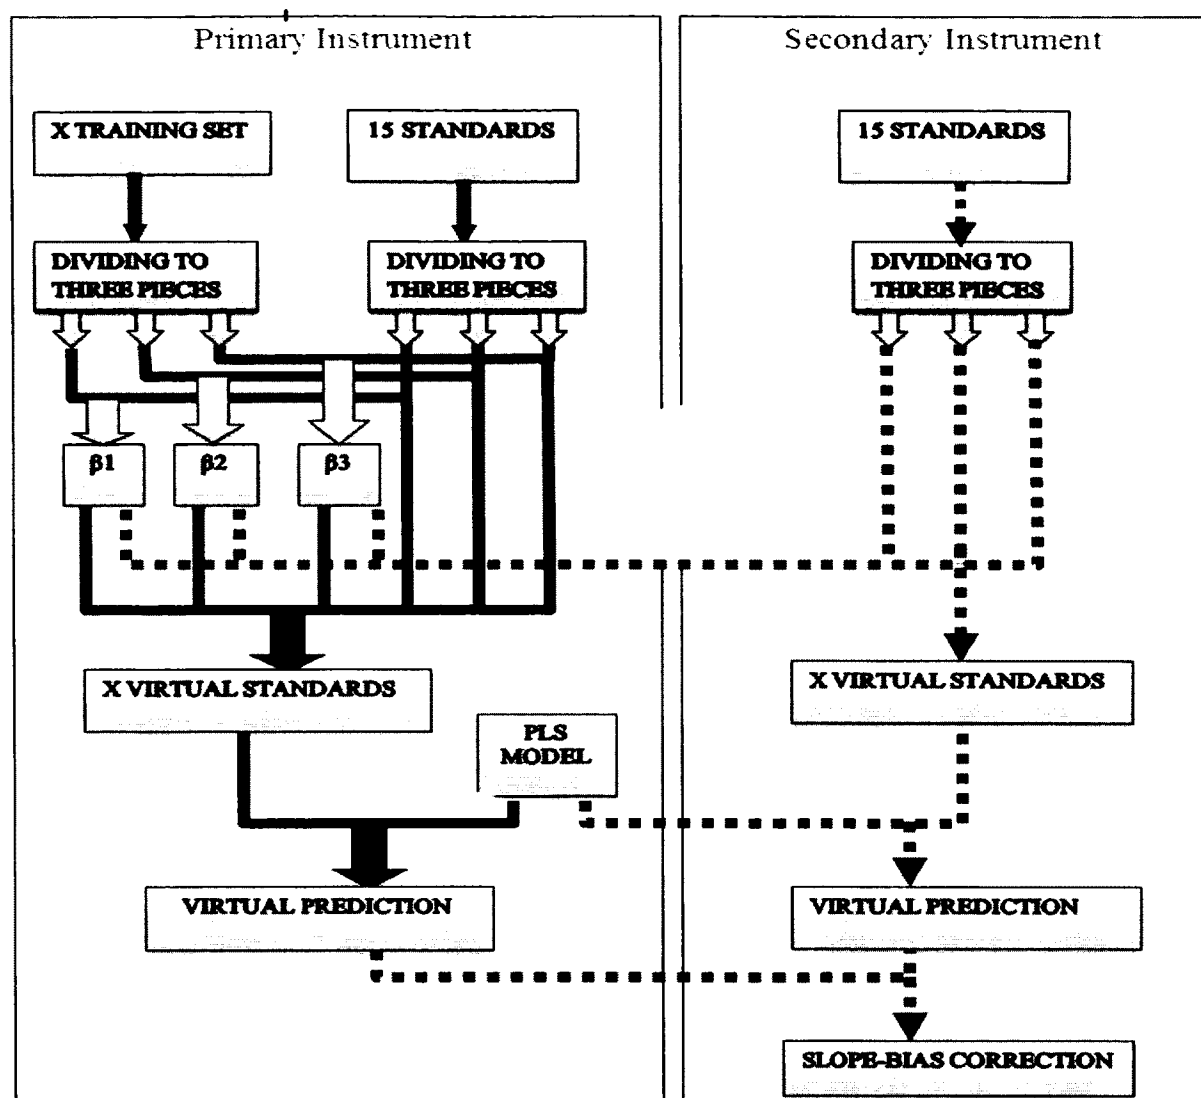 Primary Instrument
Secondary Instrument
X TRAINING SET
15 STANDARDS
15 STANDARDS
DIVIDING TO
THREE PIECES
DIVIDING TO
THREE PIECES
DIVIDING TO
THREE PIECES
β1
β2
β3
X VIRTUAL STANDARDS
X VIRTUAL STANDARDS
PLS
MODEL
VIRTUAL PREDICTION
VIRTUAL PREDICTION
SLOPE-BIAS CORRECTION